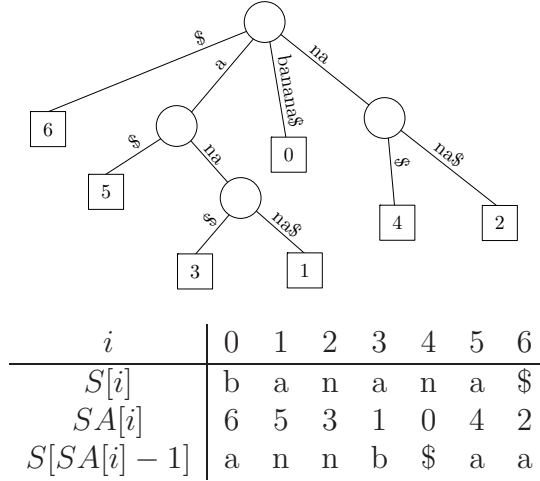 $
a
bananas$
na
6
$
na
0
$
na$
5
$
na$
4
2
3
1
i 0 1 2 3 4 5 6
S[i] b a n a n a $
SA[i] 6 5 3 1 0 4 2
S[SA[i] − 1] a n n b $ a a